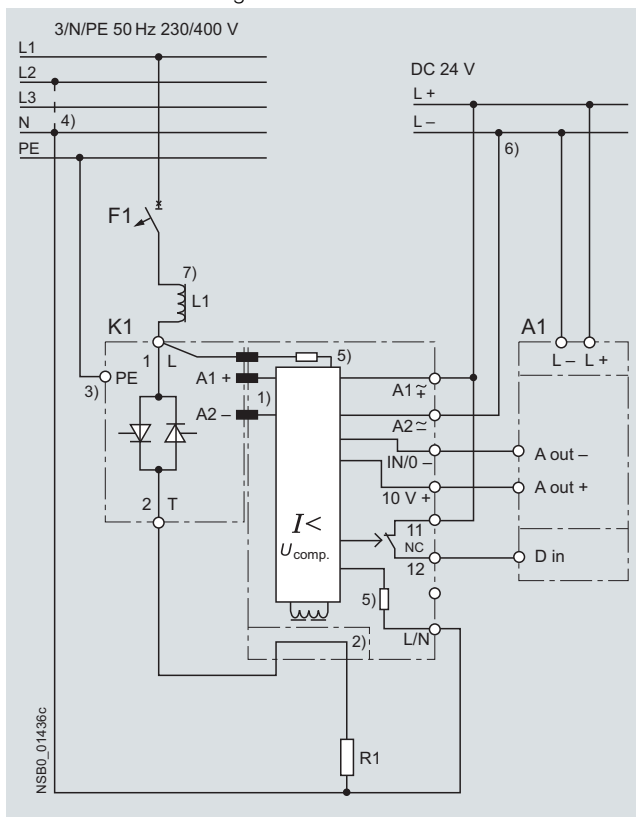 3/N/PE 50 Hz 230/400 V
L1
L2
L3
N 4)
PE
DC 24 V
L +
L –
6)
F1
7)
L1
K1
A1
1 L
5)
L – L +
PE
3)
A1 +
1)
A1 ≂
+
A2 –
A2 ≃
IN/0 –
A out –
10 V +
A out +
2 T
I<
U comp.
11
NC
12
D in
5)
L/N
2)
R1
NSB0_01436c